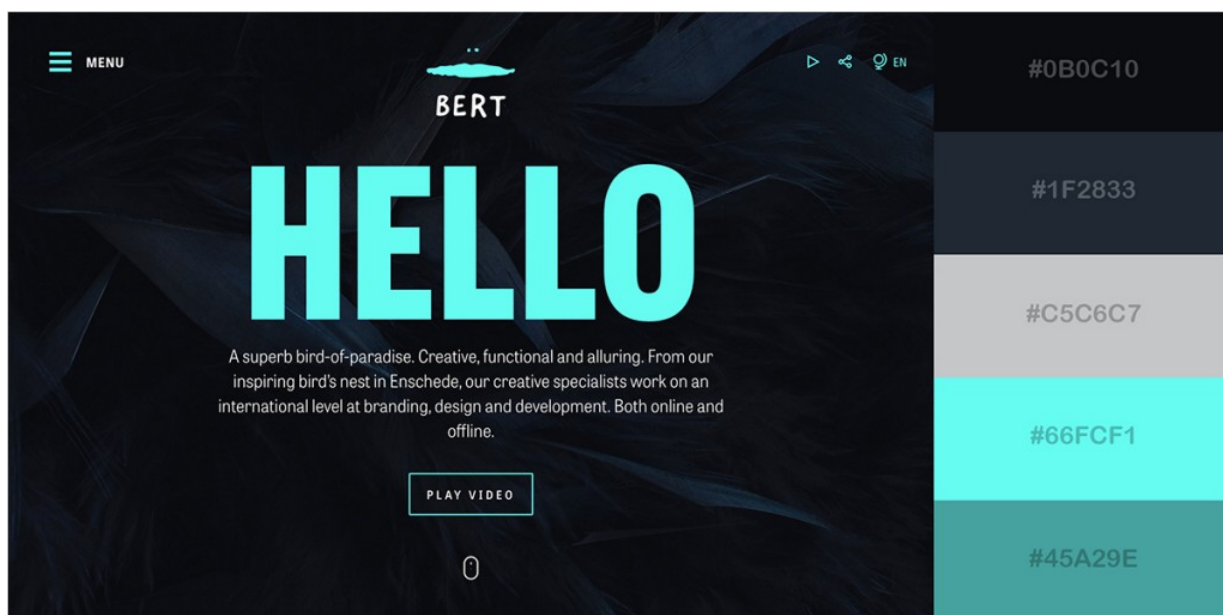 MENU
BERT
EN
HELLO
A superb bird-of-paradise. Creative, functional and alluring. From our
inspiring bird's nest in Enschede, our creative specialists work on an
international level at branding, design and development. Both online and
offline.
PLAY VIDEO
#0B0C10
#1F2833
#C5C6C7
#66FCF1
#45A29E